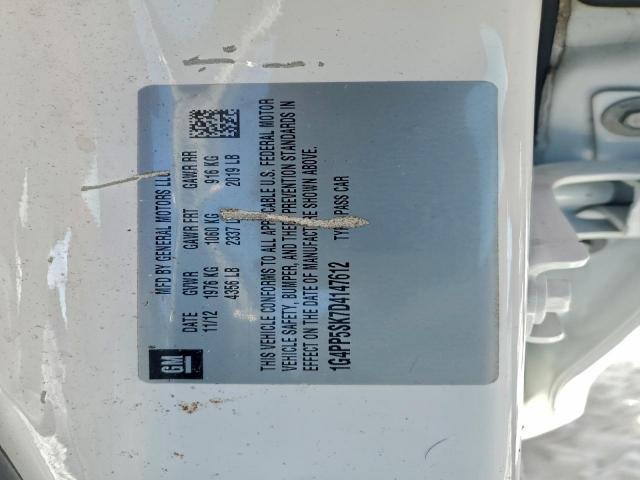 GM
MFD BY GENERAL MOTORS LLC
DATE GVWR GAWR FRT GAWR RR
11/12 1976 KG 1060 KG 916 KG
4356 LB 2337 LB 2019 LB
THIS VEHICLE CONFORMS TO ALL APPLICABLE U.S. FEDERAL MOTOR
VEHICLE SAFETY, BUMPER, AND THEFT PREVENTION STANDARDS IN
EFFECT ON THE DATE OF MANUFACTURE SHOWN ABOVE.
1G4PP5SK7D4147612 TYPE: PASS CAR